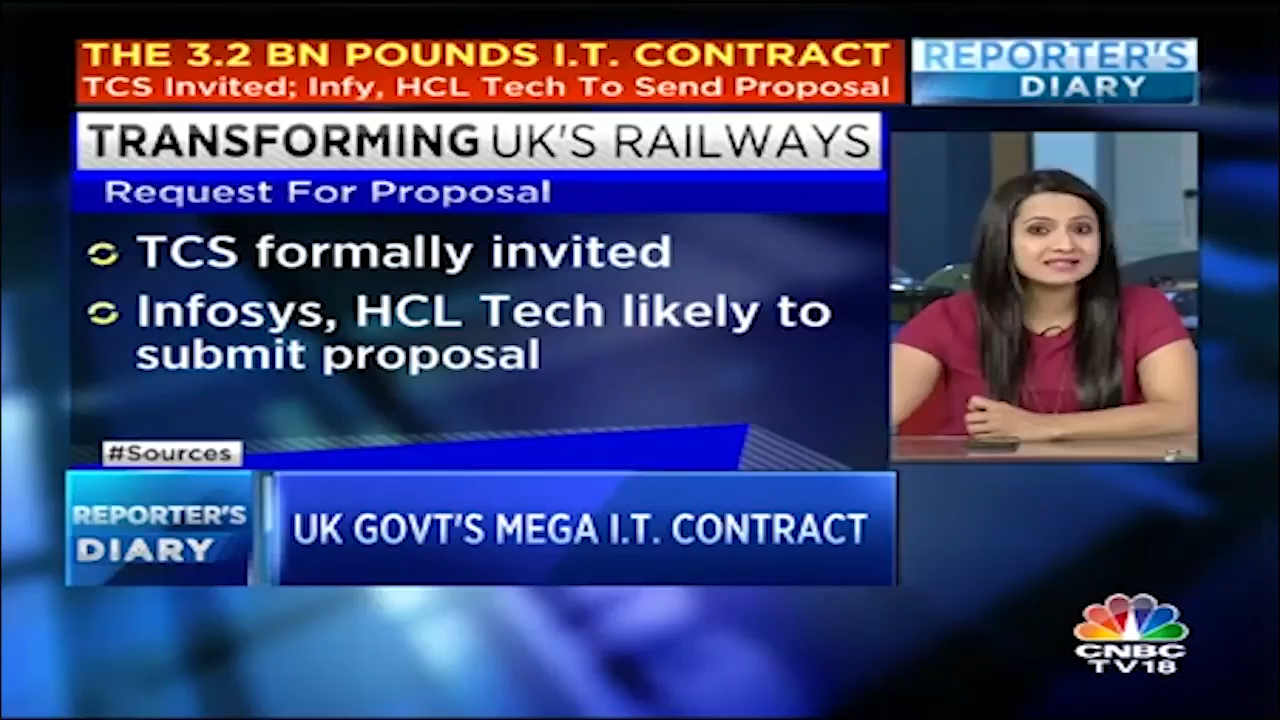 THE 3.2 BN POUNDS I.T. CONTRACT
TCS Invited; Infy, HCL Tech To Send Proposal
REPORTER'S
DIARY
TRANSFORMING UK'S RAILWAYS
Request For Proposal
TCS formally invited
Infosys, HCL Tech likely to
submit proposal
#Sources
REPORTER'S
DIARY
UK GOVT'S MEGA I.T. CONTRACT
CNBC
TV18